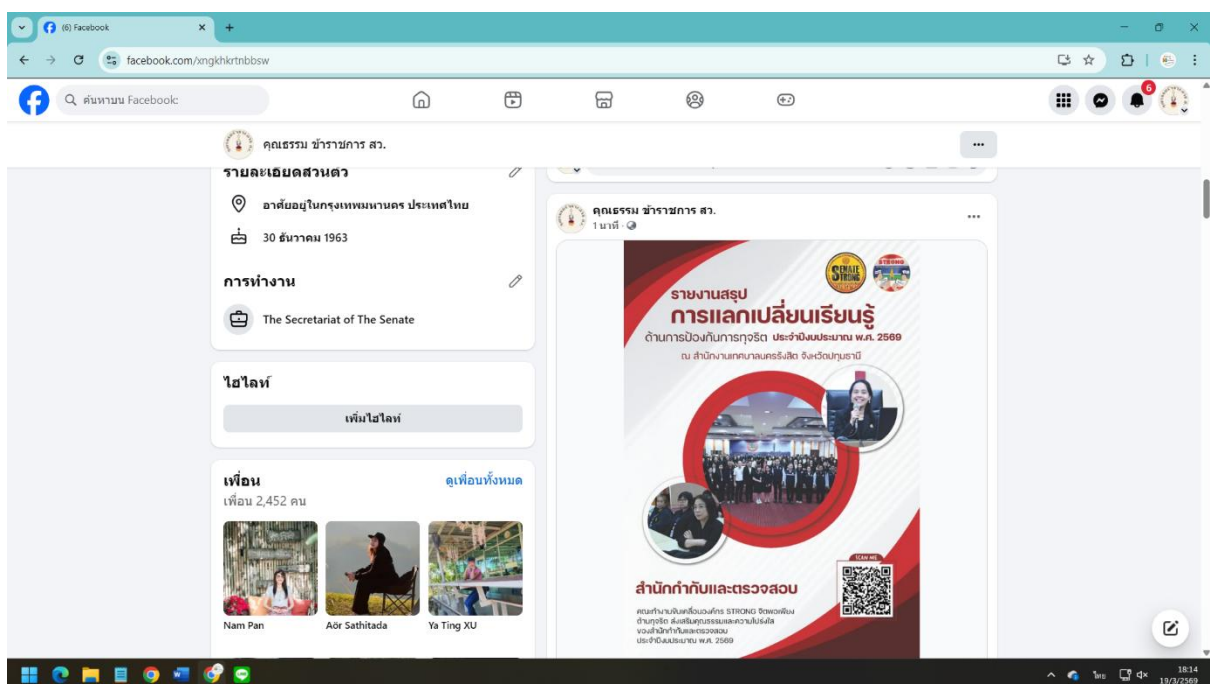 (6) Facebook
facebook.com/xngkhkrtnbbsw
ค้นหาบน Facebook:
6
คุณธรรม ข้าราชการ สว.
รายละเอียดส่วนตัว
อาศัยอยู่ในกรุงเทพมหานคร ประเทศไทย
30 ธันวาคม 1963
การทำงาน
The Secretariat of The Senate
ไฮไลท์
เพิ่มไฮไลท์
เพื่อน
ดูเพื่อนทั้งหมด
เพื่อน 2,452 คน
Nam Pan
Aör Sathitada
Ya Ting XU
คุณธรรม ข้าราชการ สว.
1 นาที
SENATE STRONG
STRONG
รายงานสรุป
การแลกเปลี่ยนเรียนรู้
ด้านการป้องกันการทุจริต ประจำปีงบประมาณ พ.ศ. 2569
ณ สำนักงานเทศบาลนครรังสิต จังหวัดปทุมธานี
SCAN ME
สำนักกำกับและตรวจสอบ
คณะทำงานขับเคลื่อนองค์กร STRONG จิตพอเพียง
ต้านทุจริต ส่งเสริมคุณธรรมและความโปร่งใส
ของสำนักกำกับและตรวจสอบ
ประจำปีงบประมาณ พ.ศ. 2569
ไทย
18:14
19/3/2569